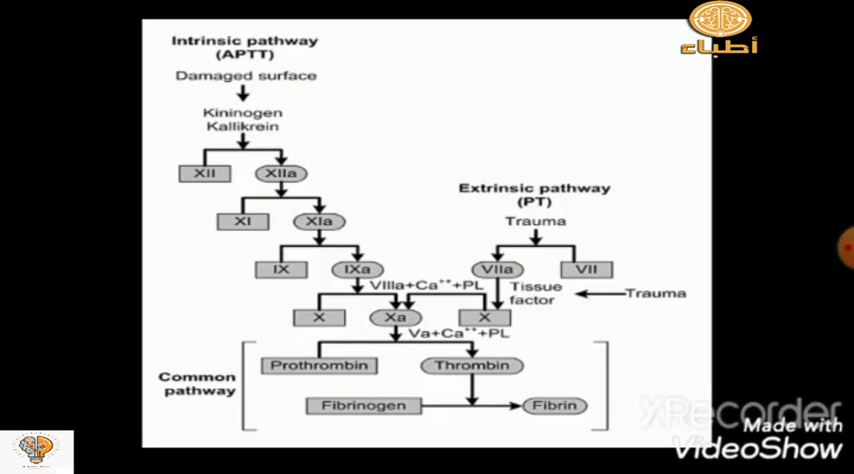 أطباء
Intrinsic pathway
(APTT)
Damaged surface
Kininogen
Kallikrein
XII
XIIa
Extrinsic pathway
(PT)
XI
XIa
Trauma
IX
IXa
VIIa
VII
VIIIa+Ca⁺⁺+PL
Tissue
factor
Trauma
X
Xa
X
Va+Ca⁺⁺+PL
Prothrombin
Thrombin
Common
pathway
Fibrinogen
Fibrin
XRecorder
Made with
VideoShow